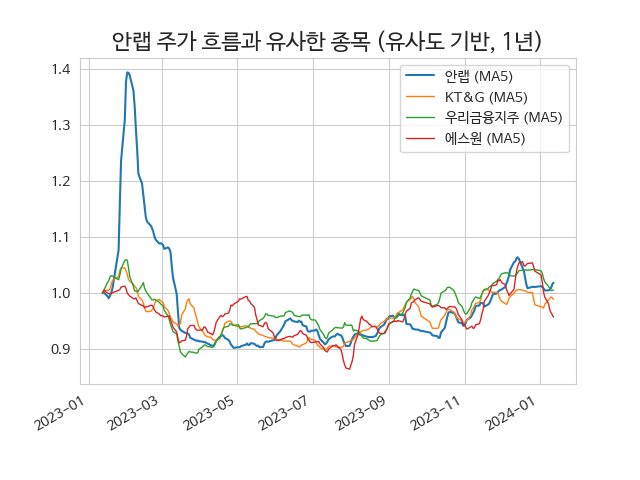 안랩 주가 흐름과 유사한 종목 (유사도 기반, 1년)
1.4
1.3
1.2
1.1
1.0
0.9
안랩 (MA5)
KT&G (MA5)
우리금융지주 (MA5)
에스원 (MA5)
2023-01
2023-03
2023-05
2023-07
2023-09
2023-11
2024-01